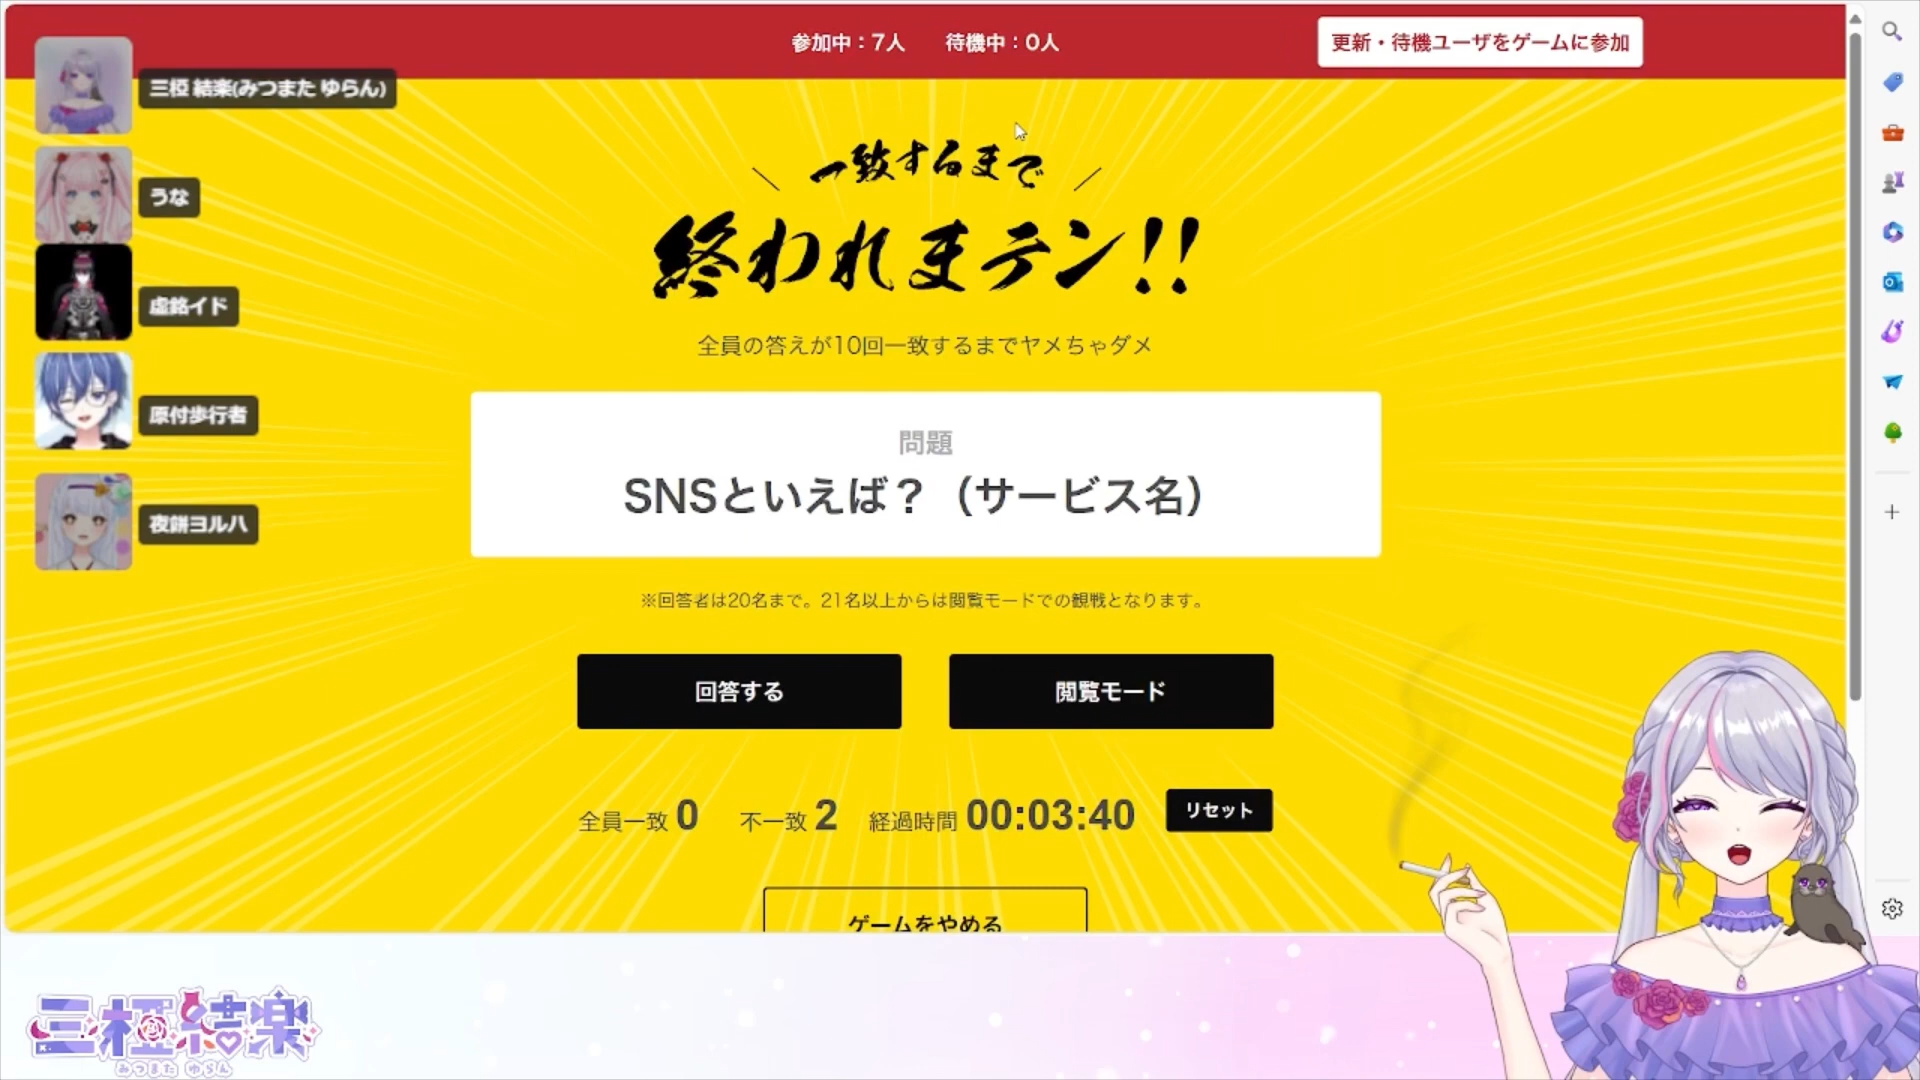 参加中：7人 待機中：0人
更新・待機ユーザをゲームに参加
三椏 結楽(みつまた ゆらん)
うな
虚銘イド
原付歩行者
夜餅ヨルハ
一致するまで
終われまテン!!
全員の答えが10回一致するまでヤメちゃダメ
問題
SNSといえば？（サービス名）
※回答者は20名まで。21名以上からは閲覧モードでの観戦となります。
回答する
閲覧モード
全員一致 0 不一致 2 経過時間 00:03:40
リセット
ゲームをやめる
三椏結楽
みつまた ゆらん